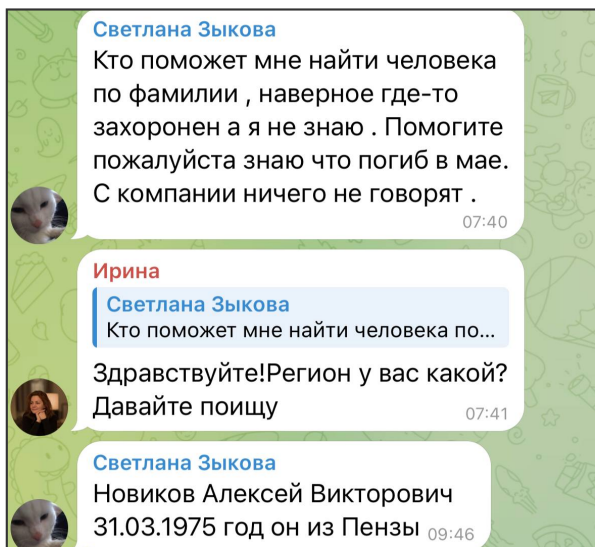 Светлана Зыкова
Кто поможет мне найти человека
по фамилии , наверное где-то
захоронен а я не знаю . Помогите
пожалуйста знаю что погиб в мае.
С компании ничего не говорят .
07:40
Ирина
Светлана Зыкова
Кто поможет мне найти человека по...
Здравствуйте!Регион у вас какой?
Давайте поищу
07:41
Светлана Зыкова
Новиков Алексей Викторович
31.03.1975 год он из Пензы 09:46